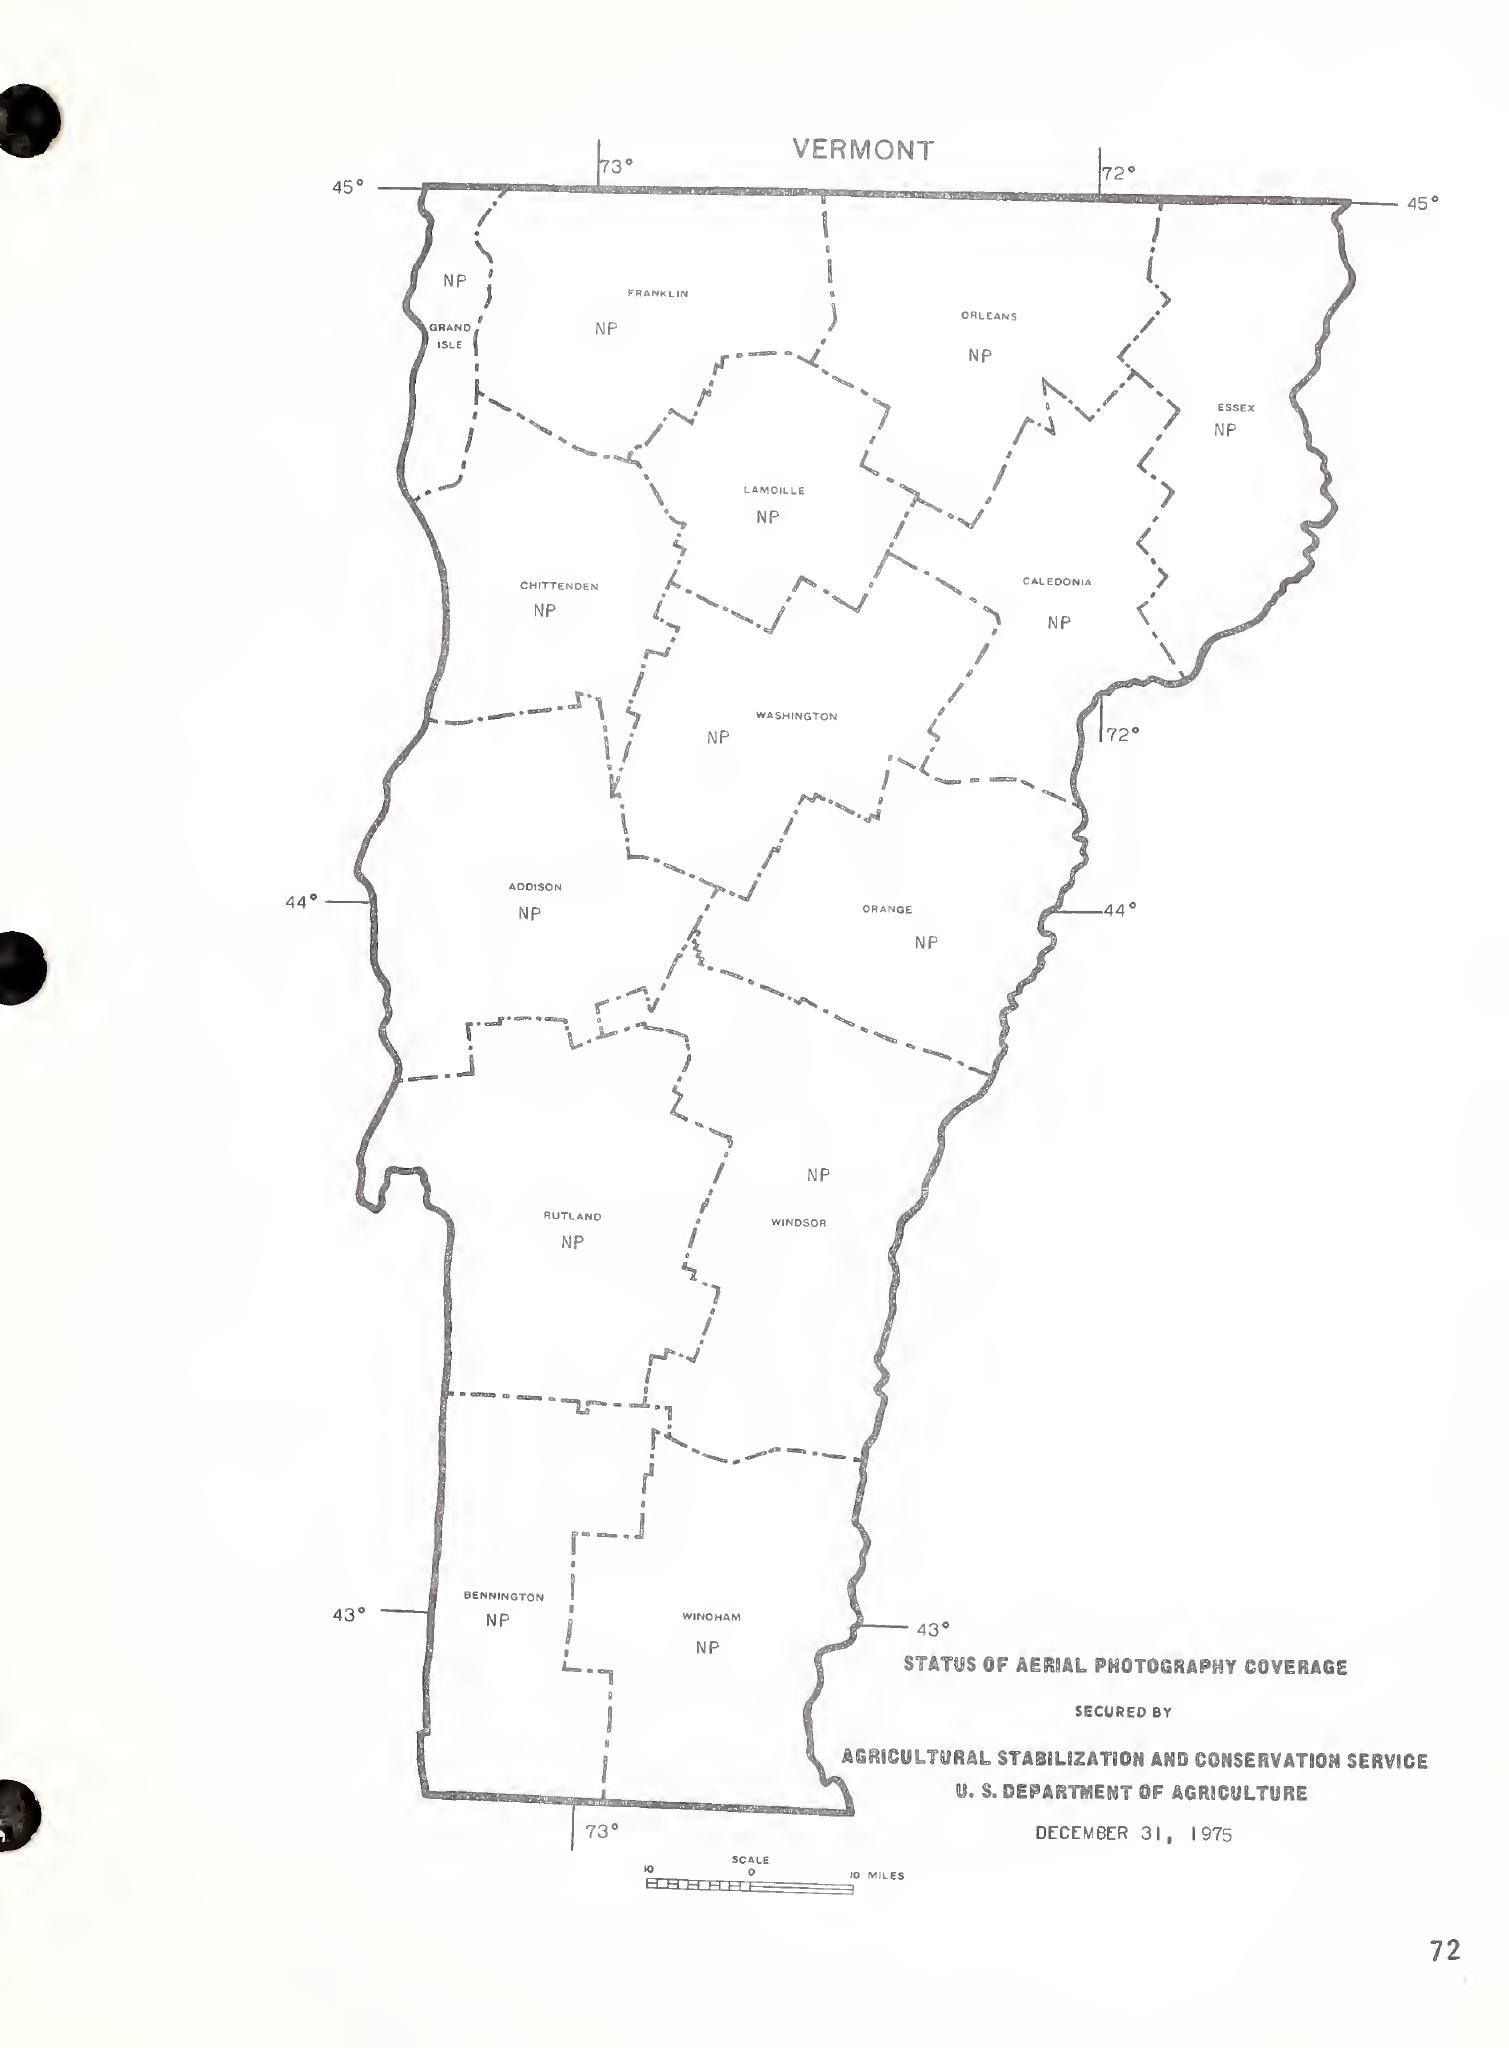 VERMONT
73°
72°
45°
45°
NP
GRAND
ISLE
FRANKLIN
NP
ORLEANS
NP
ESSEX
NP
LAMOILLE
NP
CHITTENDEN
NP
CALEDONIA
NP
WASHINGTON
NP
72°
ADDISON
NP
44°
ORANGE
NP
44°
NP
WINDSOR
RUTLAND
NP
BENNINGTON
NP
43°
WINDHAM
NP
43°
STATUS OF AERIAL PHOTOGRAPHY COVERAGE
SECURED BY
AGRICULTURAL STABILIZATION AND CONSERVATION SERVICE
U. S. DEPARTMENT OF AGRICULTURE
DECEMBER 31, 1975
73°
SCALE
10 0 10 MILES
72